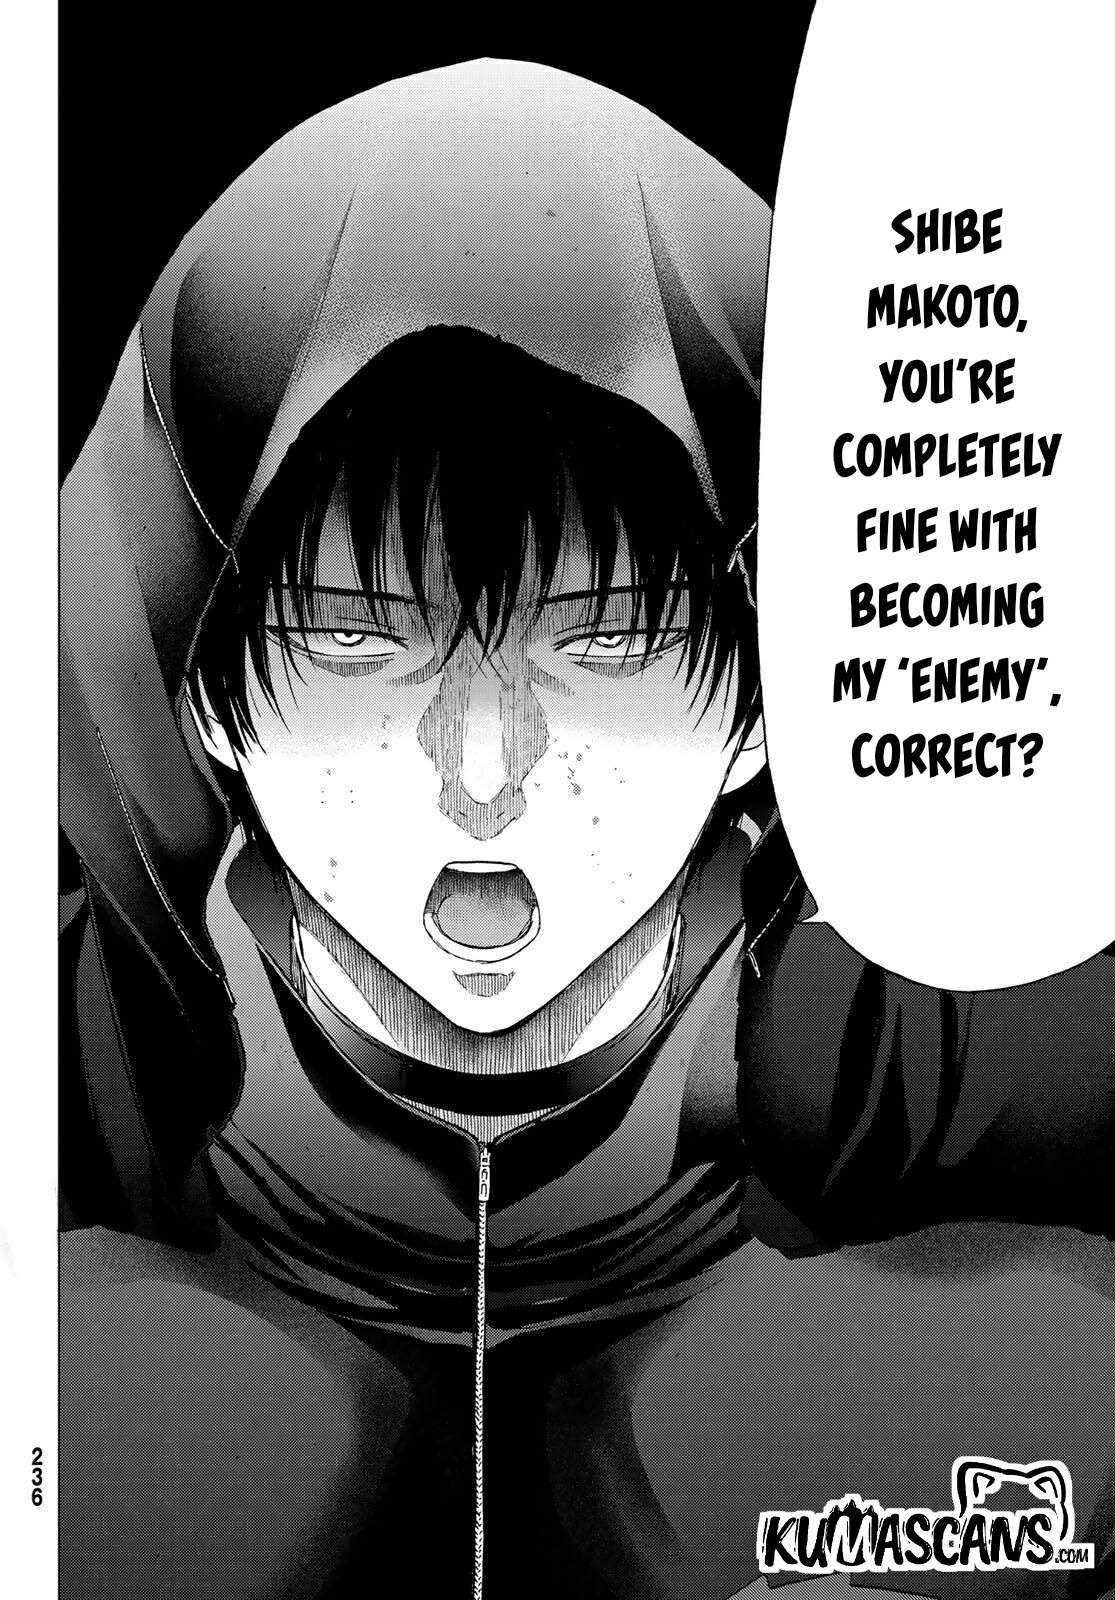 SHIBE
MAKOTO,
YOU'RE
COMPLETELY
FINE WITH
BECOMING
MY 'ENEMY',
CORRECT?
236
KUMASCANS.COM